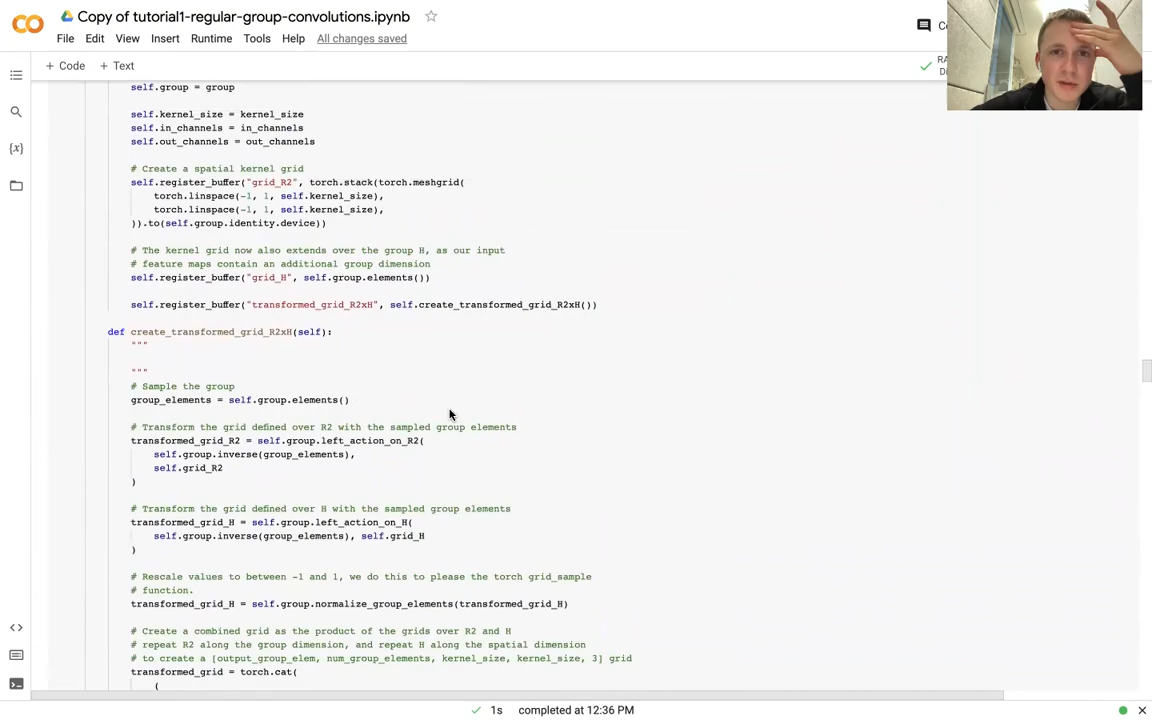 Copy of tutorial1-regular-group-convolutions.ipynb
File Edit View Insert Runtime Tools Help All changes saved
+ Code + Text
self.group = group
self.kernel_size = kernel_size
self.in_channels = in_channels
self.out_channels = out_channels
# Create a spatial kernel grid
self.register_buffer("grid_R2", torch.stack(torch.meshgrid(
torch.linspace(-1, 1, self.kernel_size),
torch.linspace(-1, 1, self.kernel_size),
)).to(self.group.identity.device))
# The kernel grid now also extends over the group H, as our input
# feature maps contain an additional group dimension
self.register_buffer("grid_H", self.group.elements())
self.register_buffer("transformed_grid_R2xH", self.create_transformed_grid_R2xH())
def create_transformed_grid_R2xH(self):
"""
"""
# Sample the group
group_elements = self.group.elements()
# Transform the grid defined over R2 with the sampled group elements
transformed_grid_R2 = self.group.left_action_on_R2(
self.group.inverse(group_elements),
self.grid_R2
)
# Transform the grid defined over H with the sampled group elements
transformed_grid_H = self.group.left_action_on_H(
self.group.inverse(group_elements), self.grid_H
)
# Rescale values to between -1 and 1, we do this to please the torch grid_sample
# function.
transformed_grid_H = self.group.normalize_group_elements(transformed_grid_H)
# Create a combined grid as the product of the grids over R2 and H
# repeat R2 along the group dimension, and repeat H along the spatial dimension
# to create a [output_group_elem, num_group_elements, kernel_size, kernel_size, 3] grid
transformed_grid = torch.cat(
(
1s completed at 12:36 PM